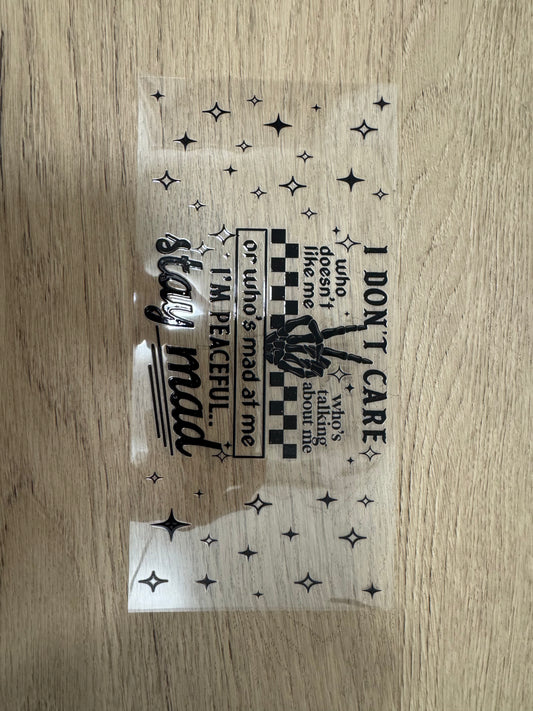 I DON'T CARE
who
doesn't
like me
who's
talking
about me
or who's mad at me
I'M PEACEFUL..
stay mad